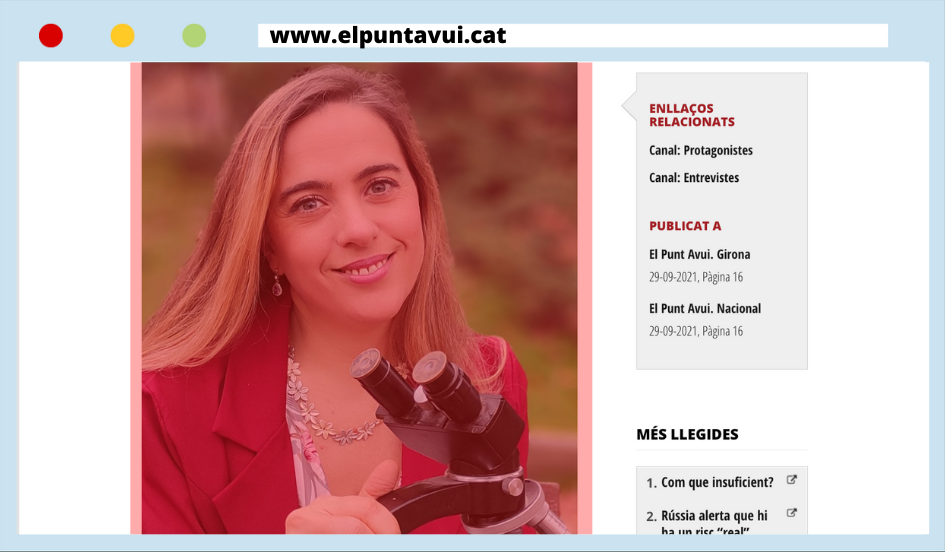 www.elpuntavui.cat
ENLLAÇOS
RELACIONATS
Canal: Protagonistes
Canal: Entrevistes
PUBLICAT A
El Punt Avui. Girona
29-09-2021, Pàgina 16
El Punt Avui. Nacional
29-09-2021, Pàgina 16
MÉS LLEGIDES
1. Com que insuficient?
2. Rússia alerta que hi
ha un risc “real”